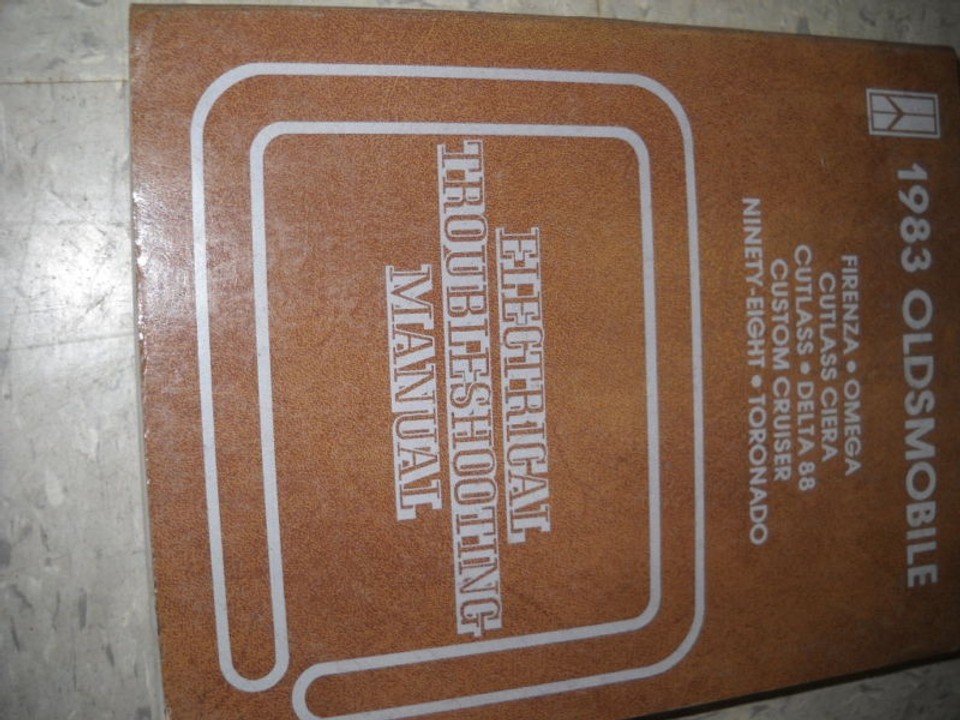 1983 OLDSMOBILE
FIRENZA • OMEGA
CUTLASS CIERA
CUTLASS • DELTA 88
CUSTOM CRUISER
NINETY-EIGHT • TORONADO
ELECTRICAL
TROUBLESHOOTING
MANUAL